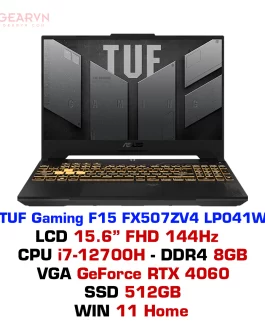 GEARVN
TUF
TUF Gaming F15 FX507ZV4 LP041W
LCD 15.6” FHD 144Hz
CPU i7-12700H - DDR4 8GB
VGA GeForce RTX 4060
SSD 512GB
WIN 11 Home